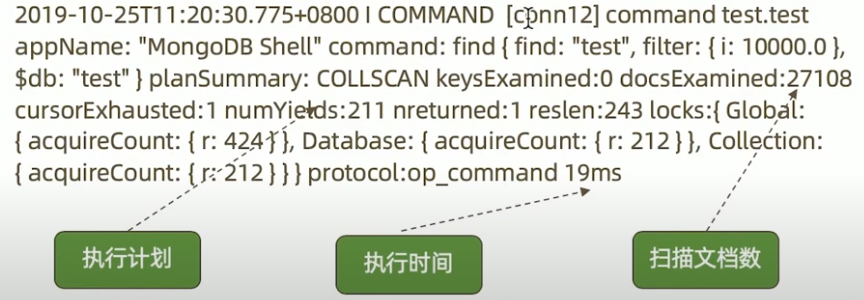 2019-10-25T11:20:30.775+0800 I COMMAND [conn12] command test.test
appName: "MongoDB Shell" command: find { find: "test", filter: { i: 10000.0 },
$db: "test" } planSummary: COLLSCAN keysExamined:0 docsExamined:27108
cursorExhausted:1 numYields:211 nreturned:1 reslen:243 locks:{ Global:
{ acquireCount: { r: 424 } }, Database: { acquireCount: { r: 212 } }, Collection:
{ acquireCount: { r: 212 } } } protocol:op_command 19ms
执行计划
执行时间
扫描文档数